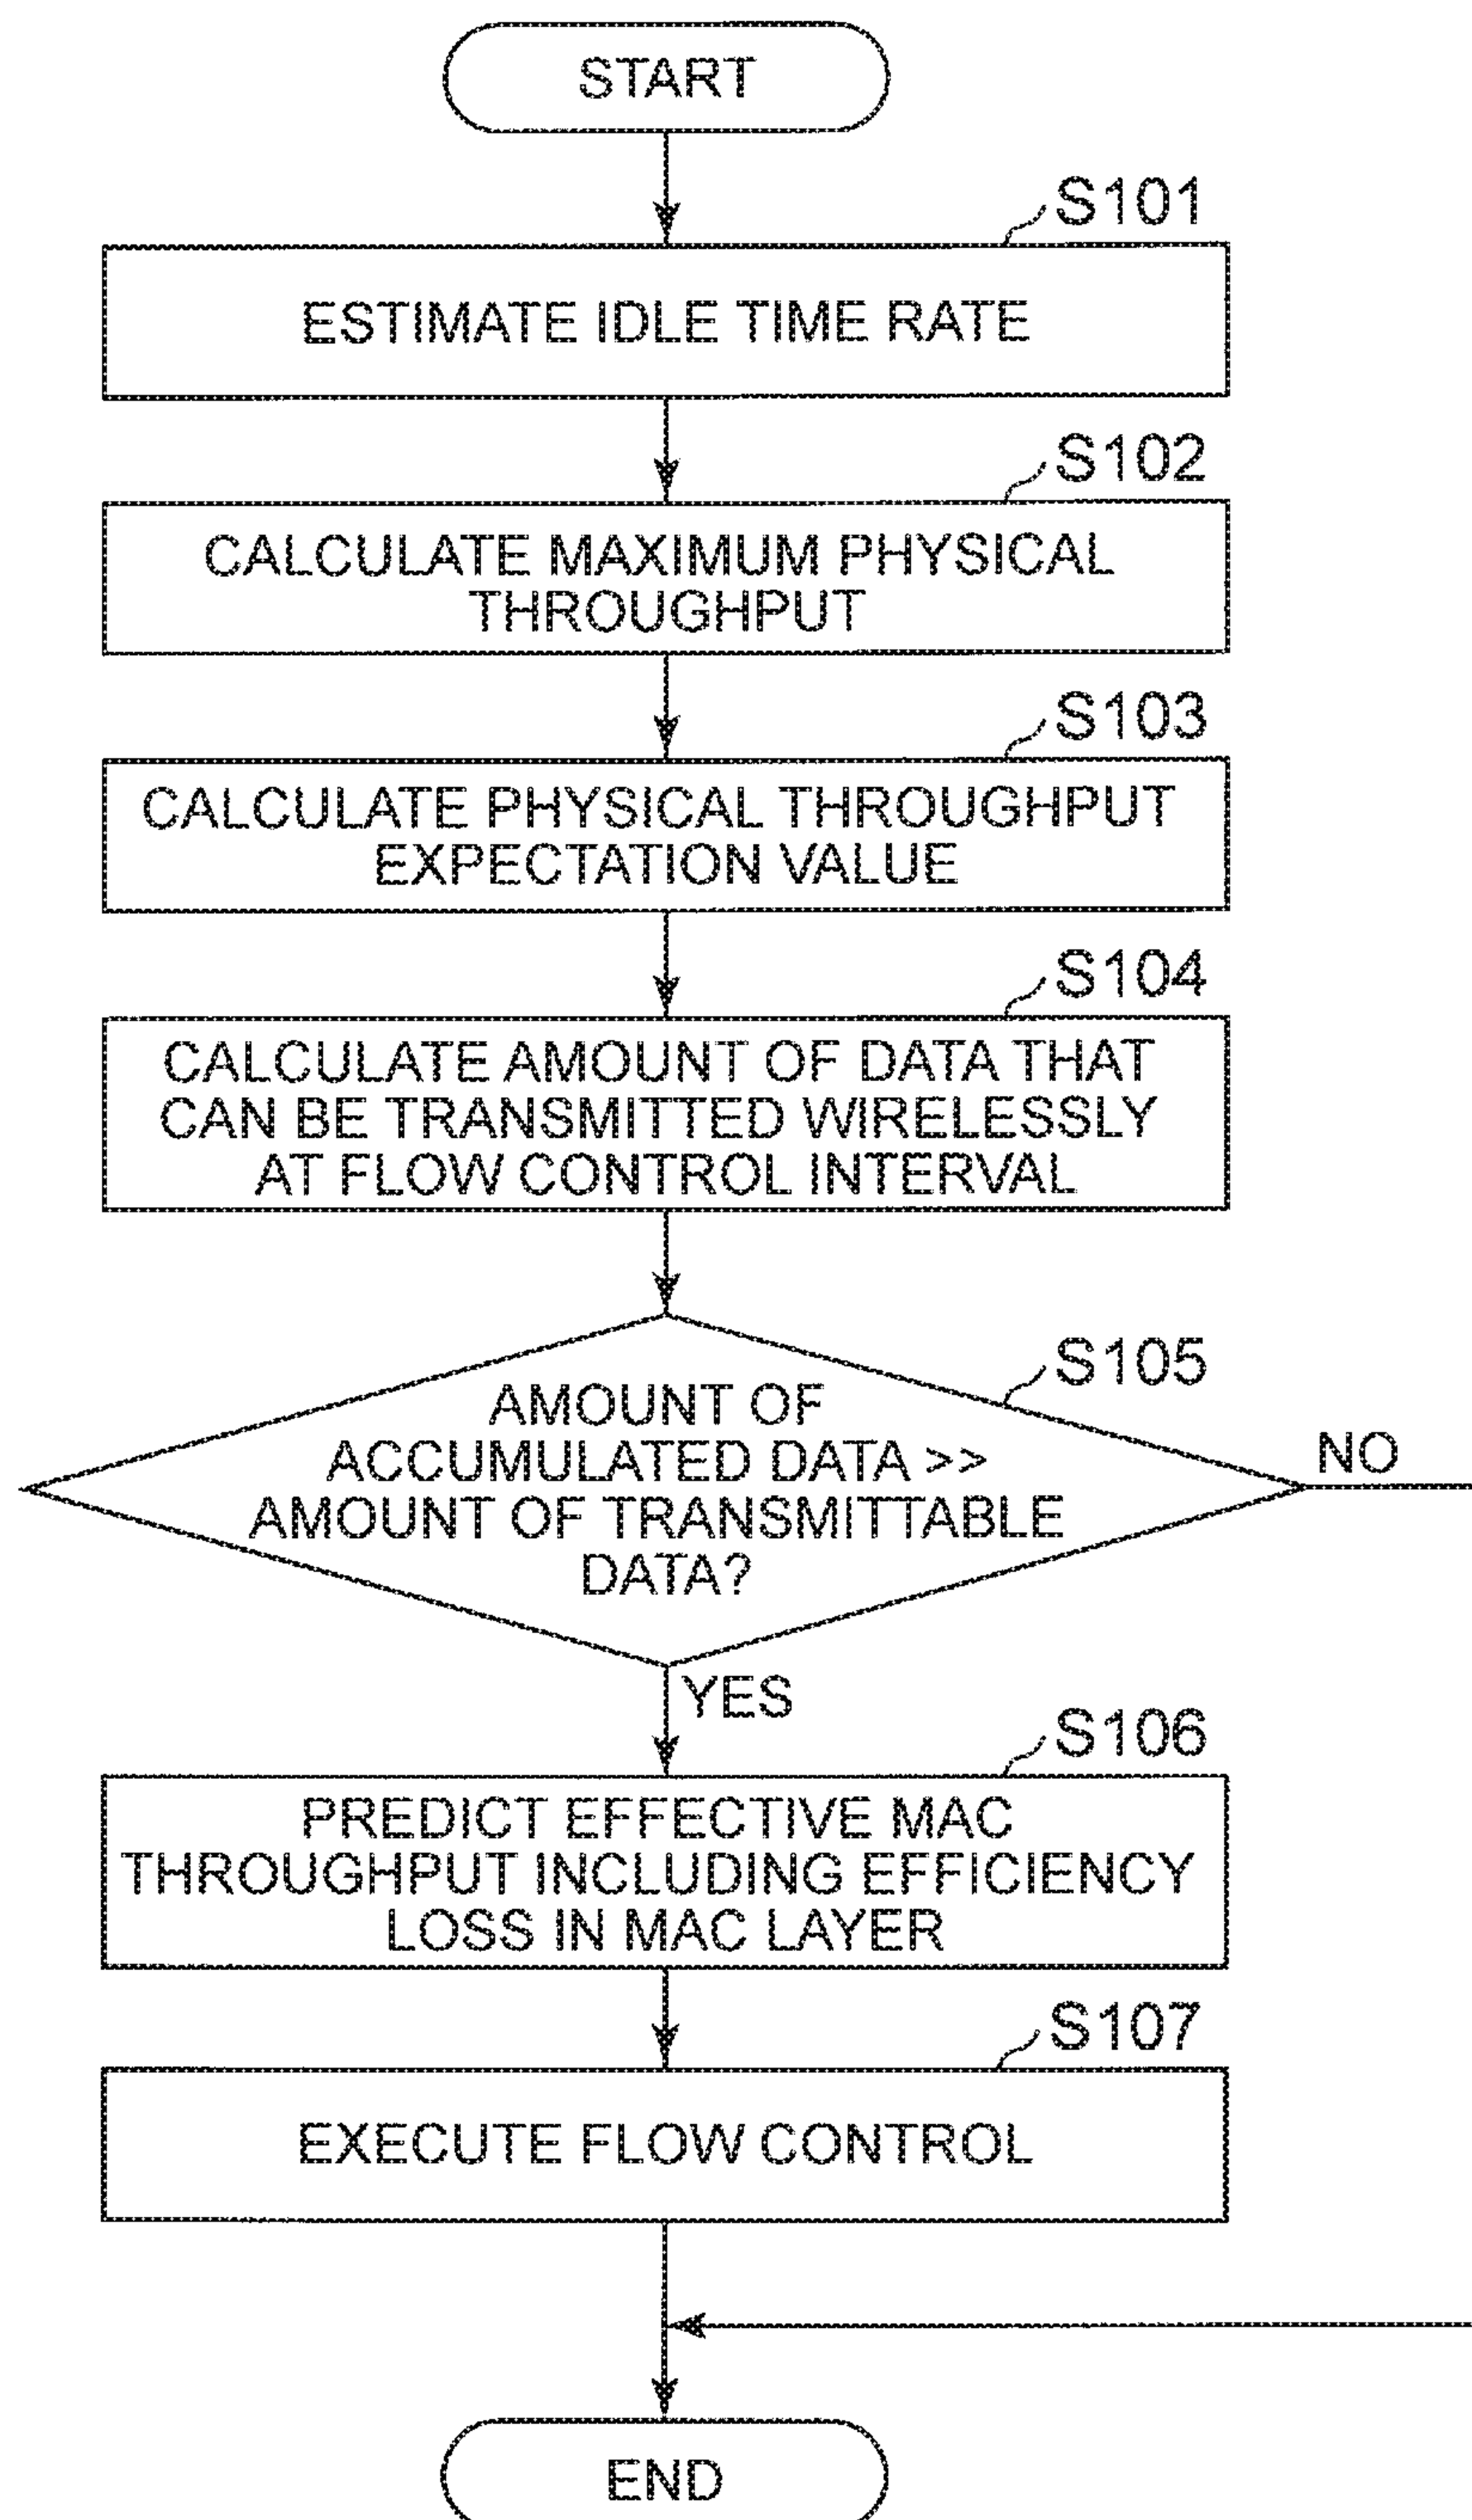 START
S101
ESTIMATE IDLE TIME RATE
S102
CALCULATE MAXIMUM PHYSICAL
THROUGHPUT
S103
CALCULATE PHYSICAL THROUGHPUT
EXPECTATION VALUE
S104
CALCULATE AMOUNT OF DATA THAT
CAN BE TRANSMITTED WIRELESSLY
AT FLOW CONTROL INTERVAL
S105
AMOUNT OF
ACCUMULATED DATA >>
AMOUNT OF TRANSMITTABLE
DATA?
NO
YES
S106
PREDICT EFFECTIVE MAC
THROUGHPUT INCLUDING EFFICIENCY
LOSS IN MAC LAYER
S107
EXECUTE FLOW CONTROL
END